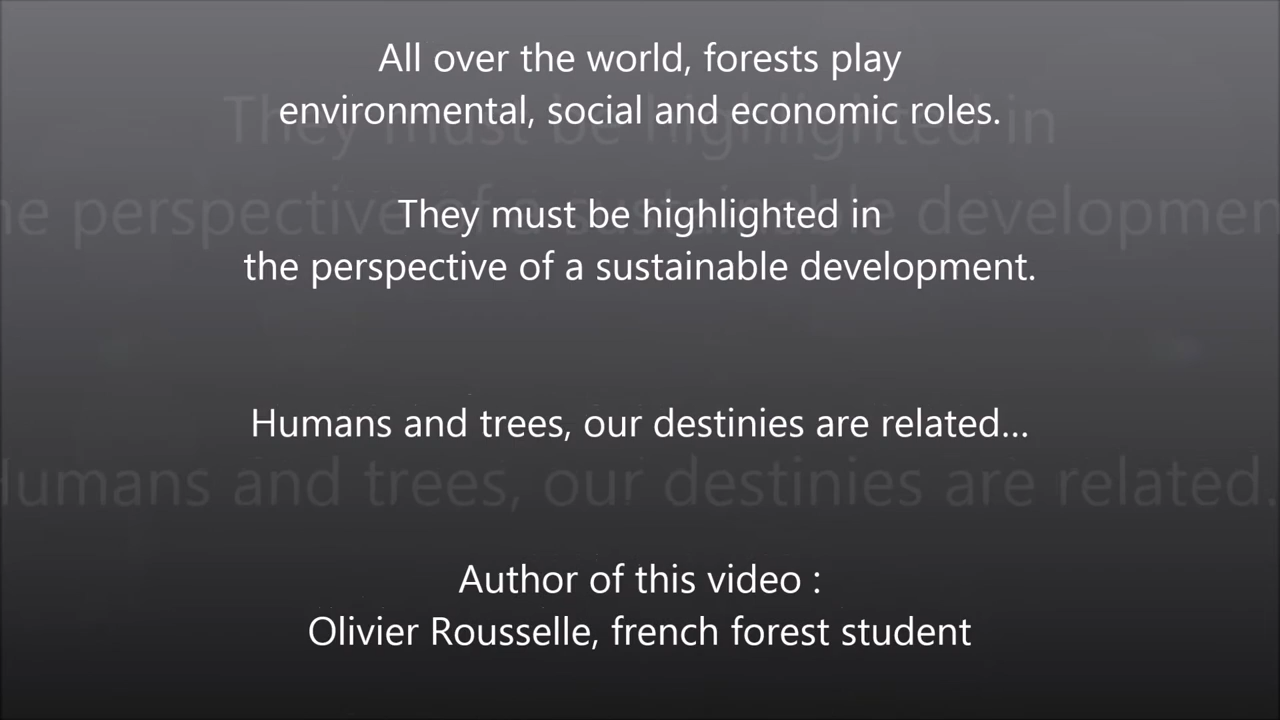 All over the world, forests play
environmental, social and economic roles.
They must be highlighted in
the perspective of a sustainable development.
Humans and trees, our destinies are related...
Author of this video :
Olivier Rousselle, french forest student